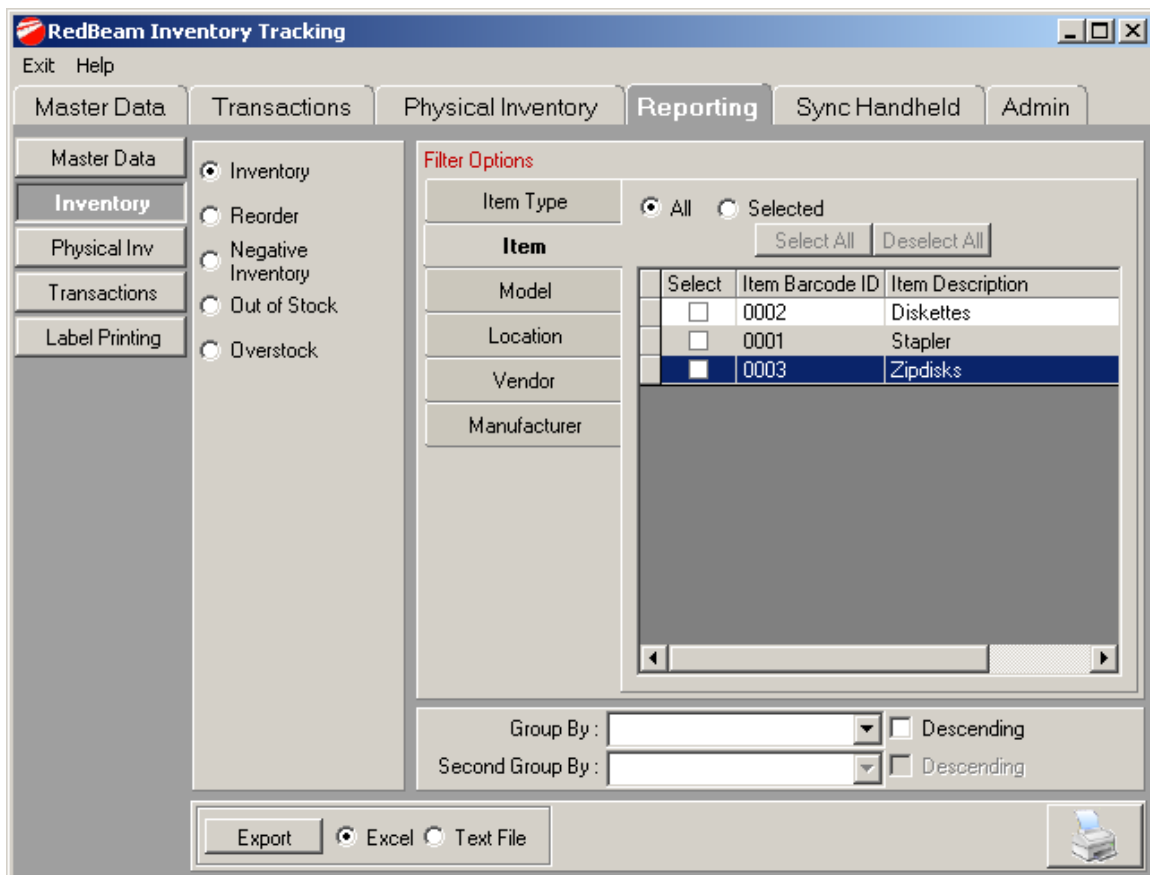 RedBeam Inventory Tracking
Exit Help
Master Data Transactions Physical Inventory Reporting Sync Handheld Admin
Master Data
Inventory
Physical Inv
Transactions
Label Printing
Inventory
Reorder
Negative
Inventory
Out of Stock
Overstock
Filter Options
Item Type
Item
Model
Location
Vendor
Manufacturer
All Selected
Select All Deselect All
Select Item Barcode ID Item Description
0002 Diskettes
0001 Stapler
0003 Zipdisks
Group By : Descending
Second Group By : Descending
Export Excel Text File